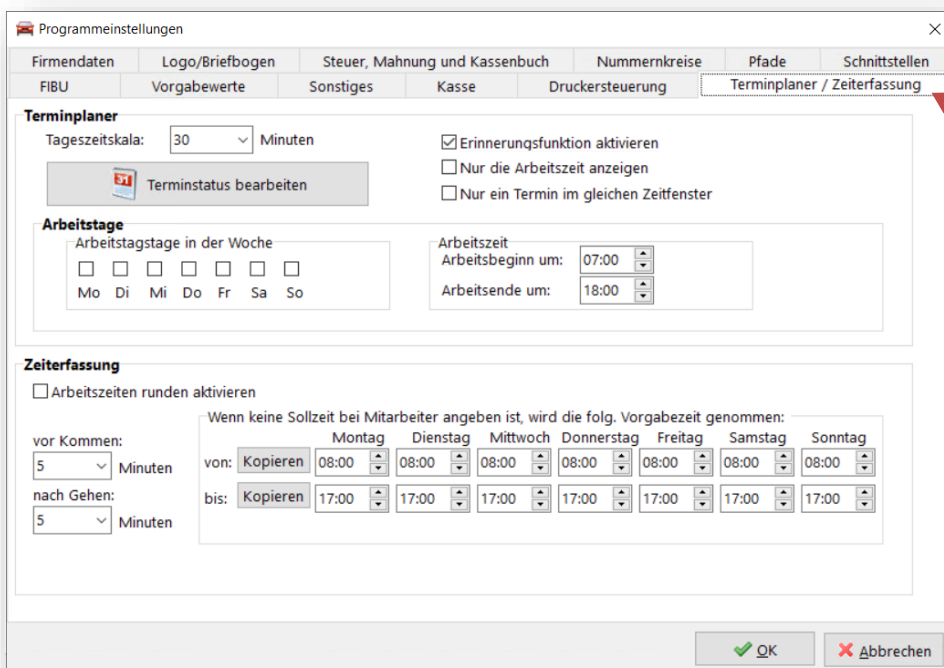 Programmeinstellungen
Firmendaten Logo/Briefbogen Steuer, Mahnung und Kassenbuch Nummernkreise Pfade Schnittstellen
FIBU Vorgabewerte Sonstiges Kasse Druckersteuerung Terminplaner / Zeiterfassung
Terminplaner
Tageszeitskala: 30 Minuten
Erinnerungsfunktion aktivieren
Nur die Arbeitszeit anzeigen
31 Terminstatus bearbeiten
Nur ein Termin im gleichen Zeitfenster
Arbeitstage
Arbeitstagstage in der Woche
Mo Di Mi Do Fr Sa So
Arbeitszeit
Arbeitsbeginn um: 07:00
Arbeitsende um: 18:00
Zeiterfassung
Arbeitszeiten runden aktivieren
vor Kommen:
5 Minuten
nach Gehen:
5 Minuten
Wenn keine Sollzeit bei Mitarbeiter angeben ist, wird die folg. Vorgabezeit genommen:
Montag Dienstag Mittwoch Donnerstag Freitag Samstag Sonntag
von: Kopieren 08:00 08:00 08:00 08:00 08:00 08:00 08:00
bis: Kopieren 17:00 17:00 17:00 17:00 17:00 17:00 17:00
OK Abbrechen